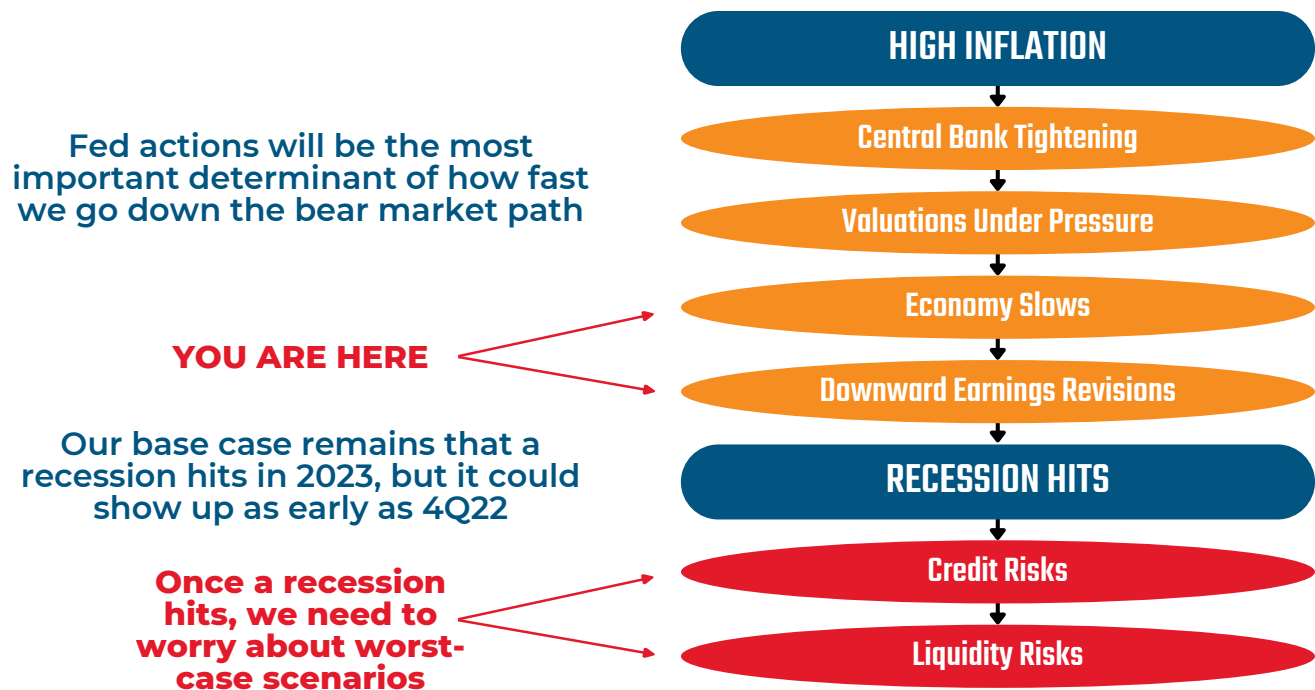 HIGH INFLATION
Central Bank Tightening
Fed actions will be the most
important determinant of how fast
we go down the bear market path
Valuations Under Pressure
Economy Slows
YOU ARE HERE
Downward Earnings Revisions
Our base case remains that a
recession hits in 2023, but it could
show up as early as 4Q22
RECESSION HITS
Credit Risks
Once a recession
hits, we need to
worry about worst-
case scenarios
Liquidity Risks